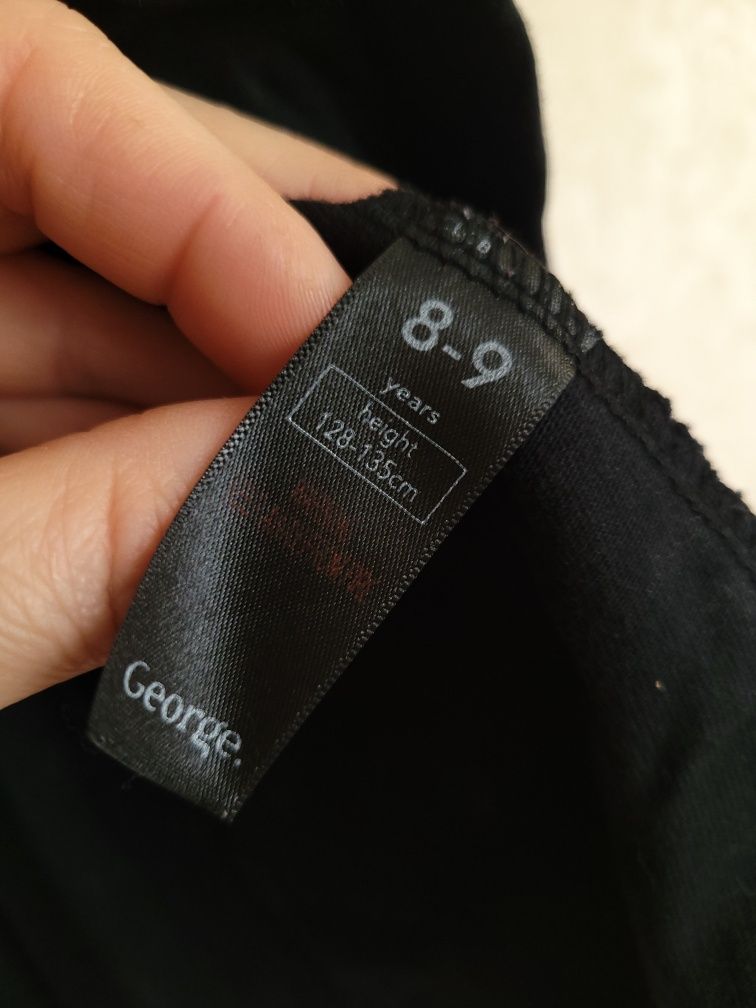 8-9
years
height
128-135cm
George.